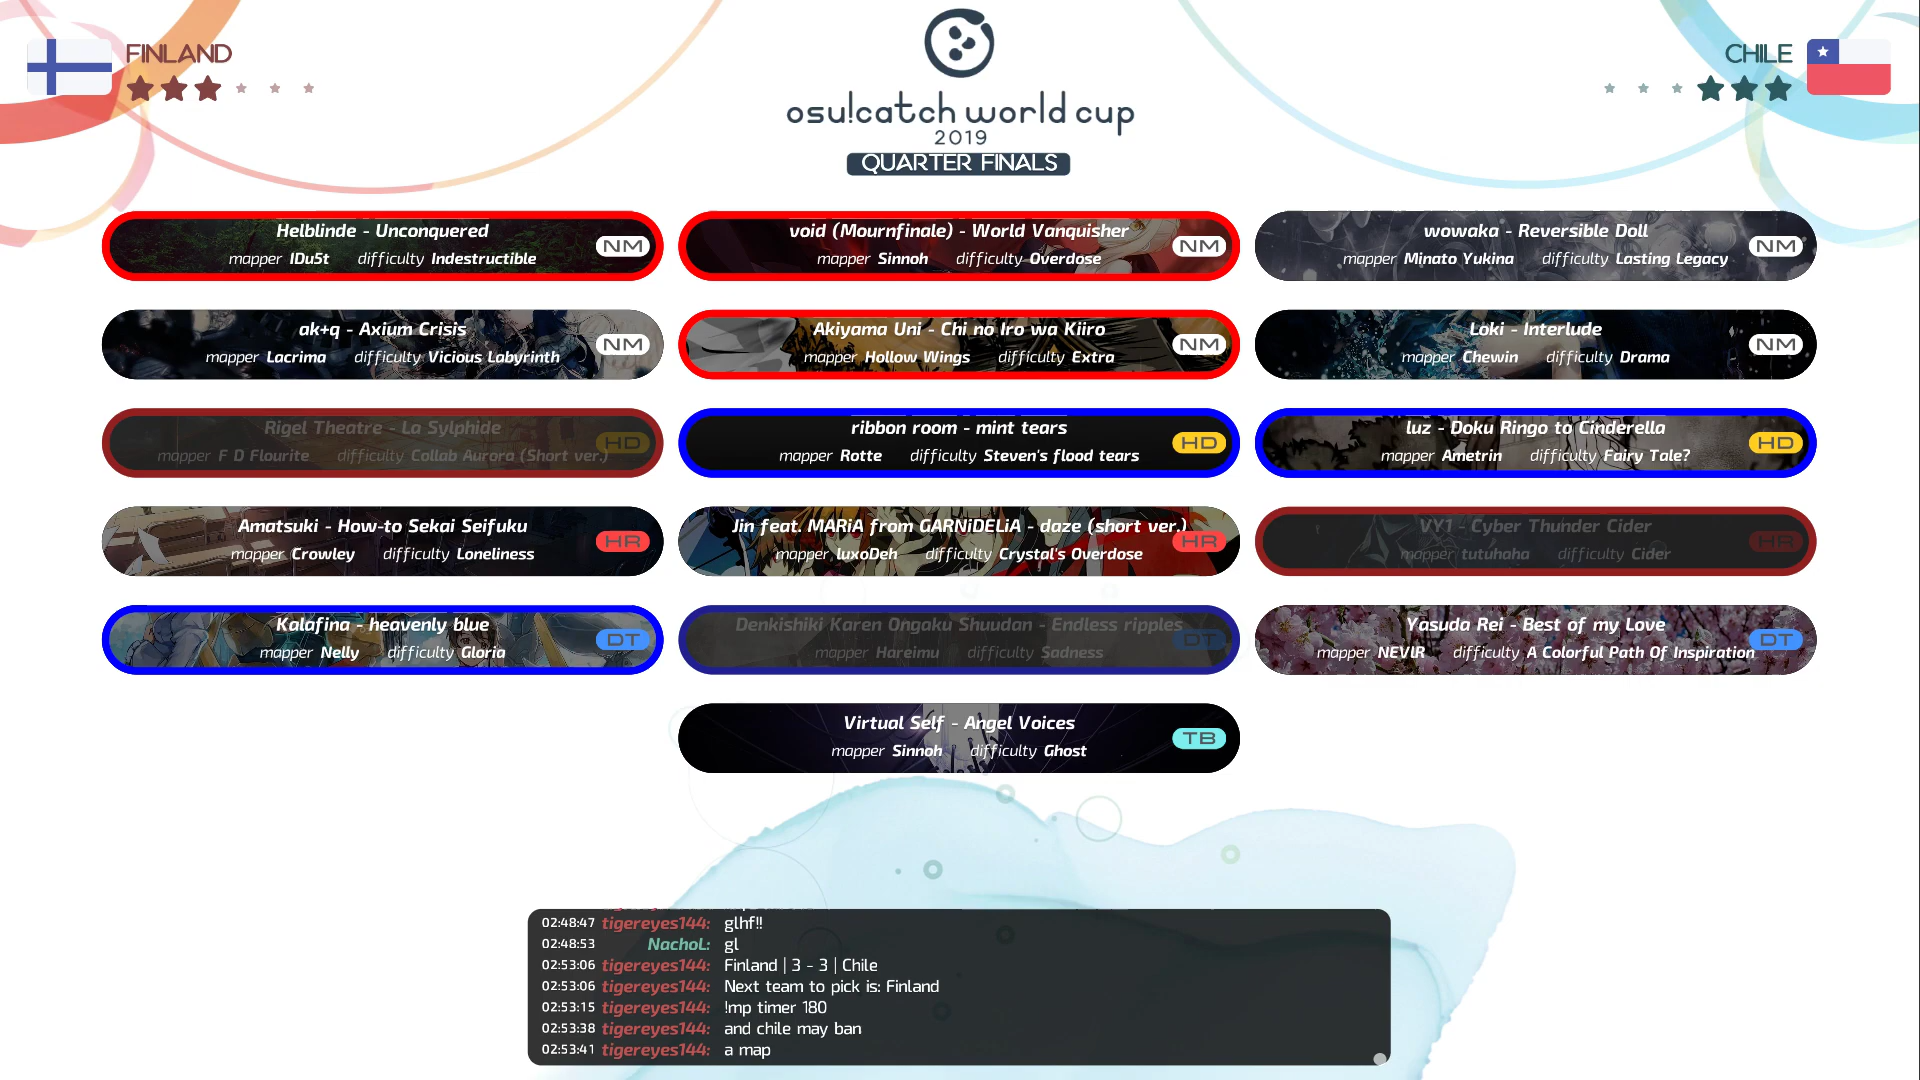 FINLAND
CHILE
osu!catch world cup
2019
QUARTER FINALS
Helblinde - Unconquered
mapper IDu5t difficulty Indestructible
NM
void (Mournfinale) - World Vanquisher
mapper Sinnoh difficulty Overdose
NM
wowaka - Reversible Doll
mapper Minato Yukina difficulty Lasting Legacy
NM
ak+q - Axium Crisis
mapper Lacrima difficulty Vicious Labyrinth
NM
Akiyama Uni - Chi no Iro wa Kiiro
mapper Hollow Wings difficulty Extra
NM
Loki - Interlude
mapper Chewin difficulty Drama
NM
Rigel Theatre - La Sylphide
mapper F D Flourite difficulty Collab Aurora (Short ver.)
HD
ribbon room - mint tears
mapper Rotte difficulty Steven's flood tears
HD
luz - Doku Ringo to Cinderella
mapper Ametrin difficulty Fairy Tale?
HD
Amatsuki - How-to Sekai Seifuku
mapper Crowley difficulty Loneliness
HR
Jin feat. MARiA from GARNiDELiA - daze (short ver.)
mapper luxoDeh difficulty Crystal's Overdose
HR
VY1 - Cyber Thunder Cider
mapper tutuhaha difficulty Cider
HR
Kalafina - heavenly blue
mapper Nelly difficulty Gloria
DT
Denkishiki Karen Ongaku Shuudan - Endless ripples
mapper Hareimu difficulty Sadness
DT
Yasuda Rei - Best of my Love
mapper NEVIR difficulty A Colorful Path Of Inspiration
DT
Virtual Self - Angel Voices
mapper Sinnoh difficulty Ghost
TB
02:48:47 tigereyes144: glhf!!
02:48:53 NachoL: gl
02:53:06 tigereyes144: Finland | 3 - 3 | Chile
02:53:06 tigereyes144: Next team to pick is: Finland
02:53:15 tigereyes144: !mp timer 180
02:53:38 tigereyes144: and chile may ban
02:53:41 tigereyes144: a map